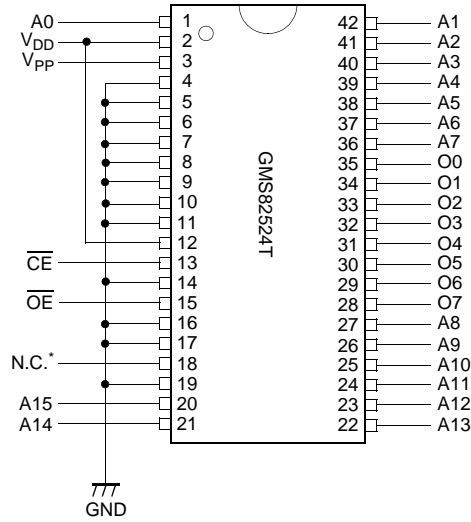 A0 1
VDD 2
VPP 3
4
5
6
7
8
9
10
11
12
CE 13
14
OE 15
16
17
N.C.* 18
19
A15 20
A14 21
GND
GMS82524T
42 A1
41 A2
40 A3
39 A4
38 A5
37 A6
36 A7
35 O0
34 O1
33 O2
32 O3
31 O4
30 O5
29 O6
28 O7
27 A8
26 A9
25 A10
24 A11
23 A12
22 A13